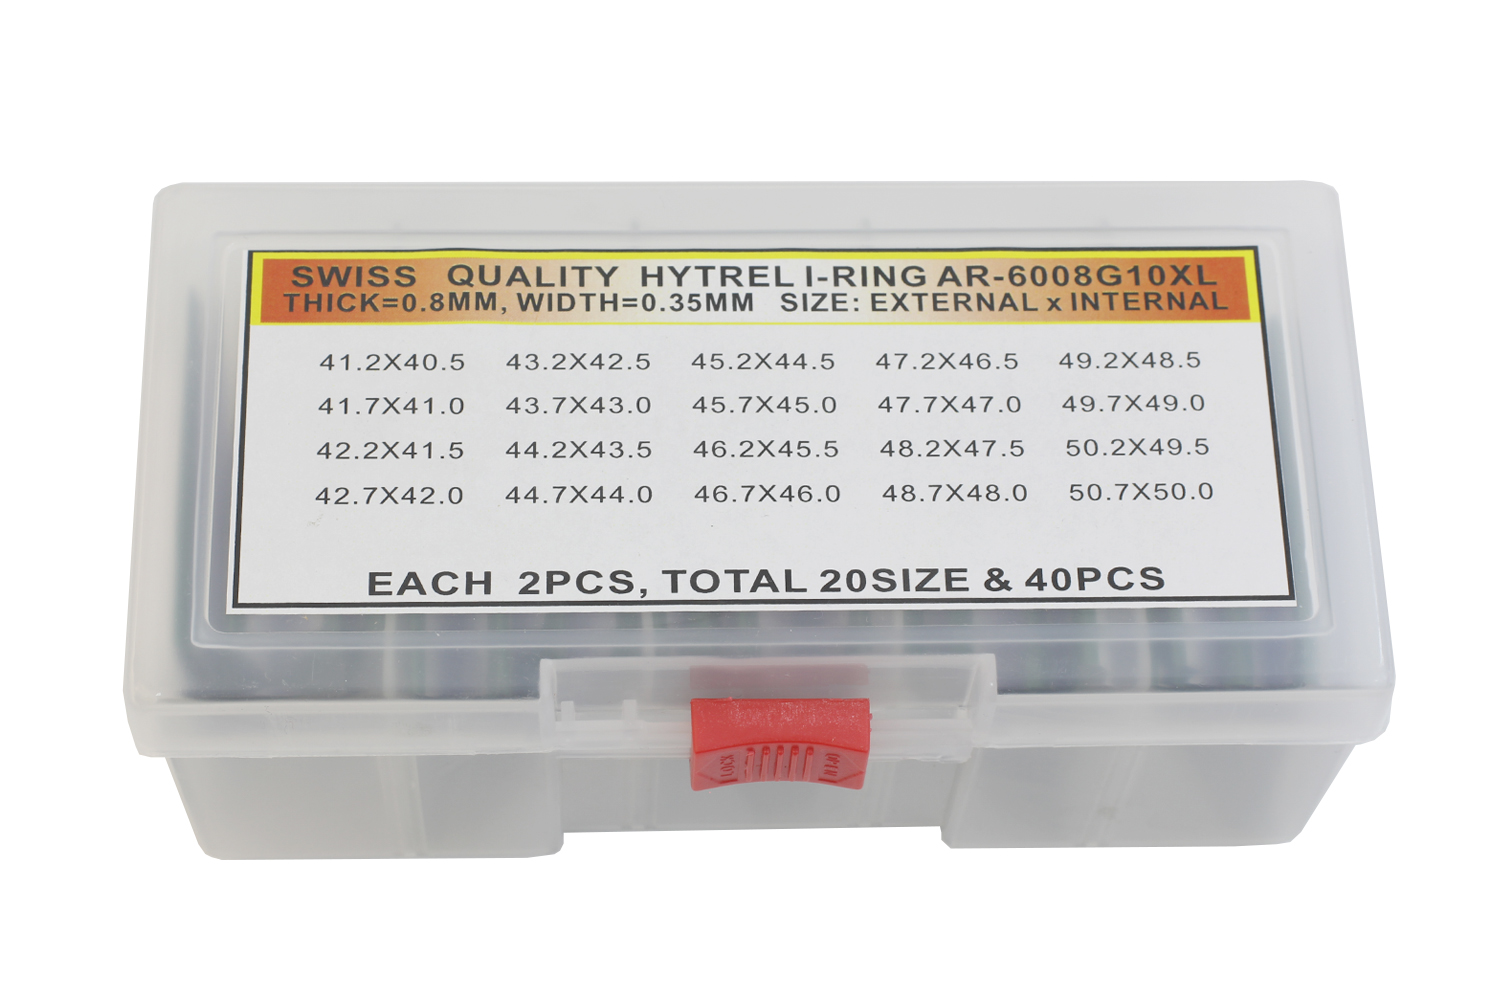 SWISS QUALITY HYTREL I-RING AR-6008G10XL
THICK=0.8MM, WIDTH=0.35MM SIZE: EXTERNAL x INTERNAL
41.2X40.5 43.2X42.5 45.2X44.5 47.2X46.5 49.2X48.5
41.7X41.0 43.7X43.0 45.7X45.0 47.7X47.0 49.7X49.0
42.2X41.5 44.2X43.5 46.2X45.5 48.2X47.5 50.2X49.5
42.7X42.0 44.7X44.0 46.7X46.0 48.7X48.0 50.7X50.0
EACH 2PCS, TOTAL 20SIZE & 40PCS
LOCK OPEN